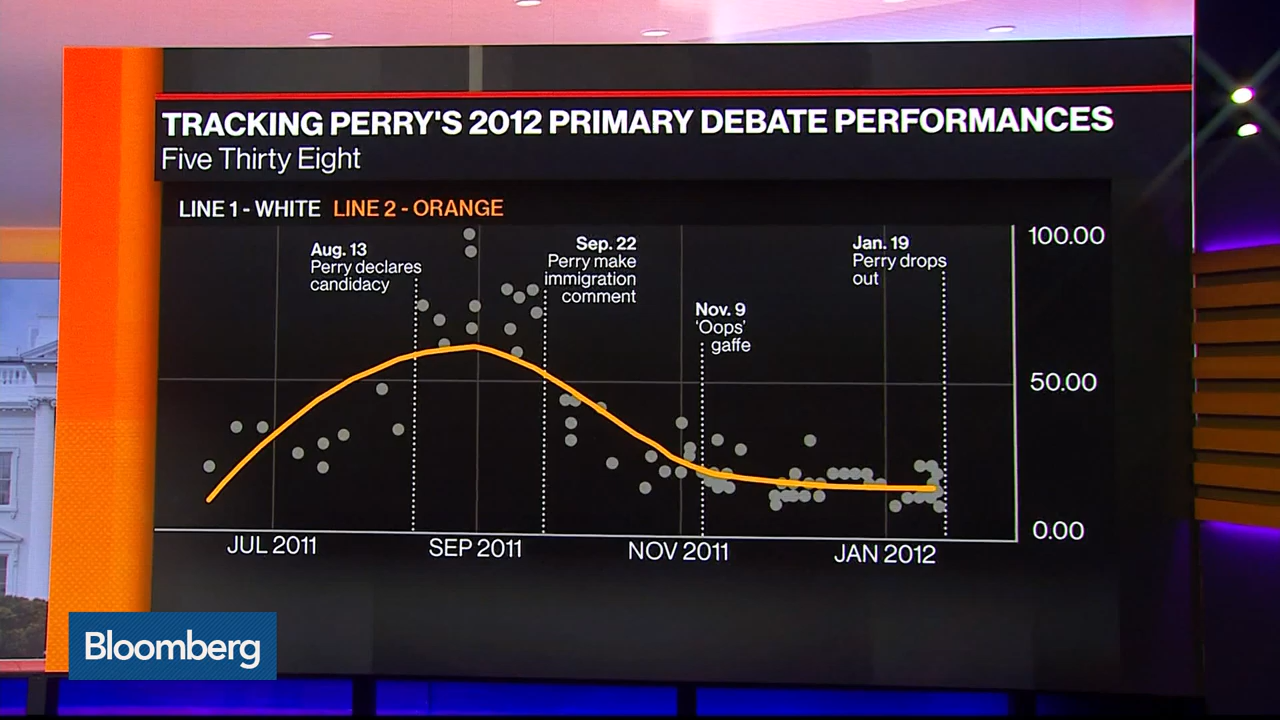 TRACKING PERRY'S 2012 PRIMARY DEBATE PERFORMANCES
Five Thirty Eight
LINE 1 - WHITE LINE 2 - ORANGE
Aug. 13
Perry declares
candidacy
Sep. 22
Perry make
immigration
comment
Nov. 9
'Oops'
gaffe
Jan. 19
Perry drops
out
100.00
50.00
0.00
JUL 2011
SEP 2011
NOV 2011
JAN 2012
Bloomberg